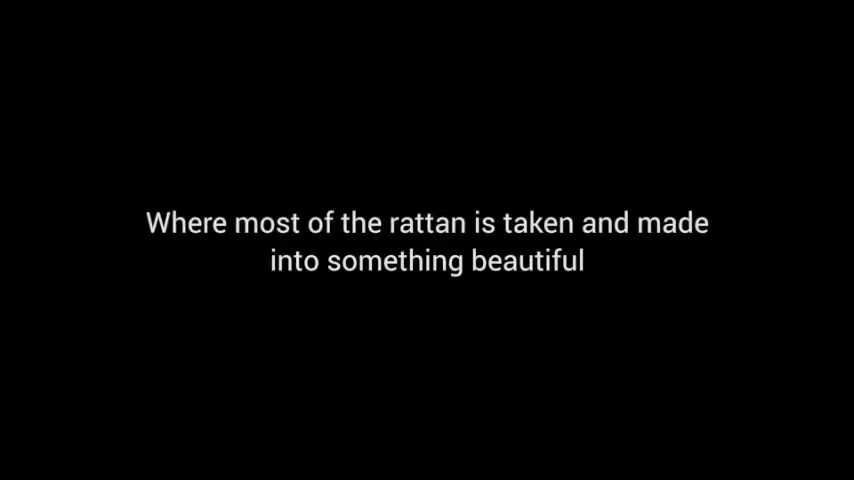 Where most of the rattan is taken and made
into something beautiful